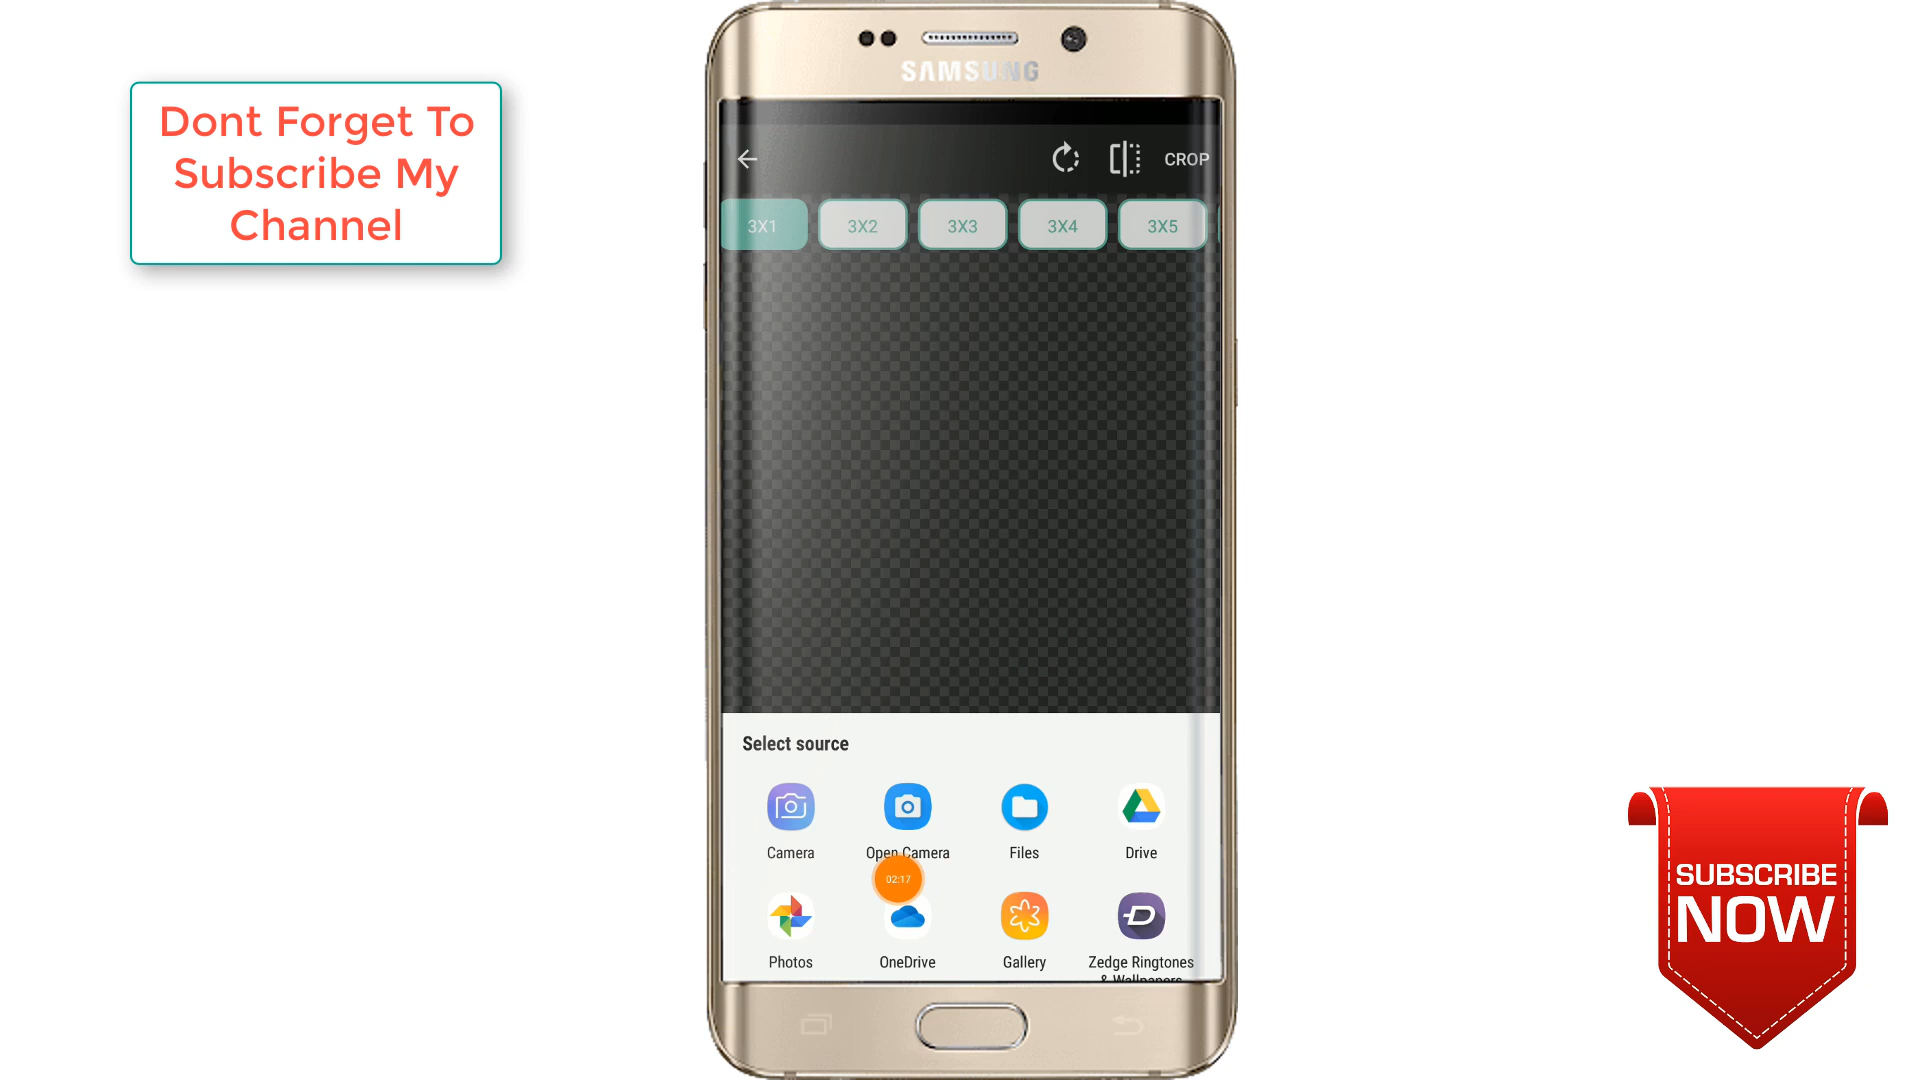 Dont Forget To
Subscribe My
Channel
SAMSUNG
CROP
3X1 3X2 3X3 3X4 3X5
Select source
Camera Open Camera Files Drive
02:17
Photos OneDrive Gallery Zedge Ringtones
& Wallpapers
SUBSCRIBE
NOW